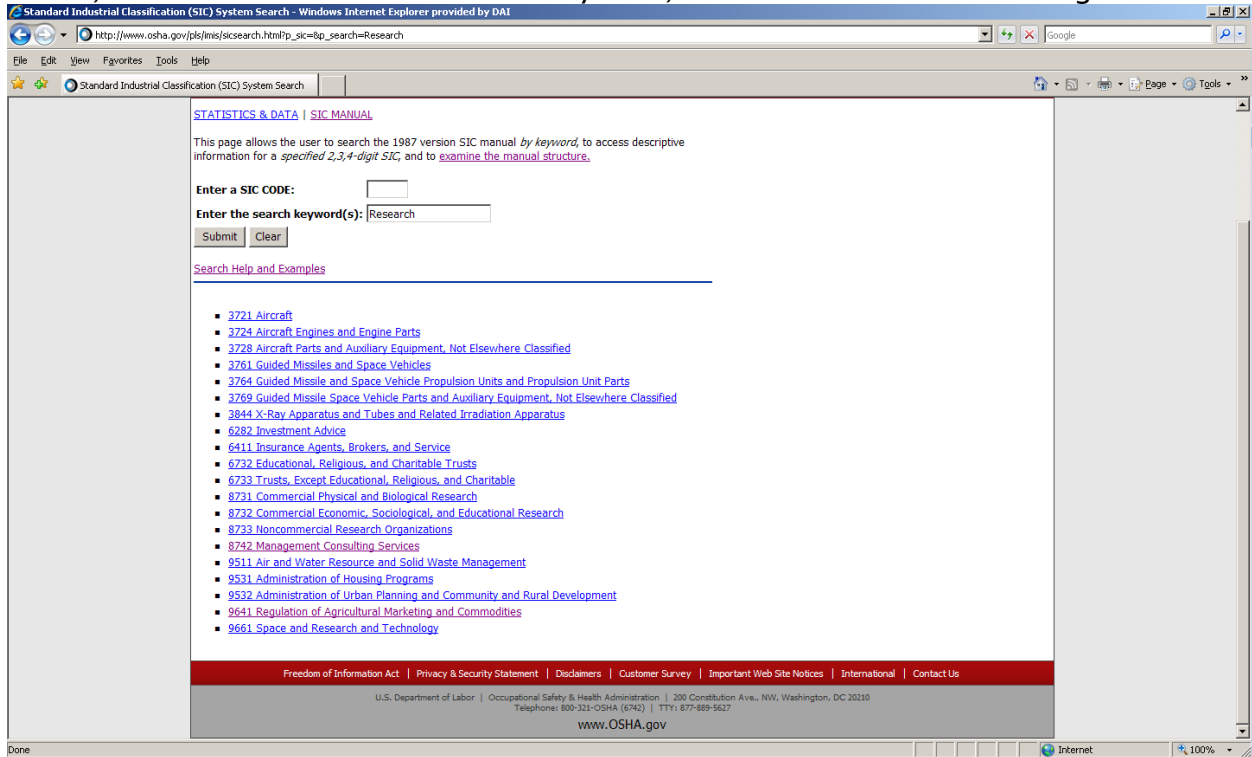 Standard Industrial Classification (SIC) System Search - Windows Internet Explorer provided by DAI
http://www.osha.gov/pls/imis/sicsearch.html?p_sic=&p_search=Research
Google
File Edit View Favorites Tools Help
Standard Industrial Classification (SIC) System Search
Page Tools »
STATISTICS & DATA | SIC MANUAL
This page allows the user to search the 1987 version SIC manual by keyword, to access descriptive
information for a specified 2,3,4-digit SIC, and to examine the manual structure.
Enter a SIC CODE:
Enter the search keyword(s): Research
Submit Clear
Search Help and Examples
3721 Aircraft
3724 Aircraft Engines and Engine Parts
3728 Aircraft Parts and Auxiliary Equipment, Not Elsewhere Classified
3761 Guided Missiles and Space Vehicles
3764 Guided Missile and Space Vehicle Propulsion Units and Propulsion Unit Parts
3769 Guided Missile Space Vehicle Parts and Auxiliary Equipment, Not Elsewhere Classified
3844 X-Ray Apparatus and Tubes and Related Irradiation Apparatus
6282 Investment Advice
6411 Insurance Agents, Brokers, and Service
6732 Educational, Religious, and Charitable Trusts
6733 Trusts, Except Educational, Religious, and Charitable
8731 Commercial Physical and Biological Research
8732 Commercial Economic, Sociological, and Educational Research
8733 Noncommercial Research Organizations
8742 Management Consulting Services
9511 Air and Water Resource and Solid Waste Management
9531 Administration of Housing Programs
9532 Administration of Urban Planning and Community and Rural Development
9641 Regulation of Agricultural Marketing and Commodities
9661 Space and Research and Technology
Freedom of Information Act | Privacy & Security Statement | Disclaimers | Customer Survey | Important Web Site Notices | International | Contact Us
U.S. Department of Labor | Occupational Safety & Health Administration | 200 Constitution Ave., NW, Washington, DC 20210
Telephone: 800-321-OSHA (6742) | TTY: 877-889-5627
www.OSHA.gov
Done Internet 100%